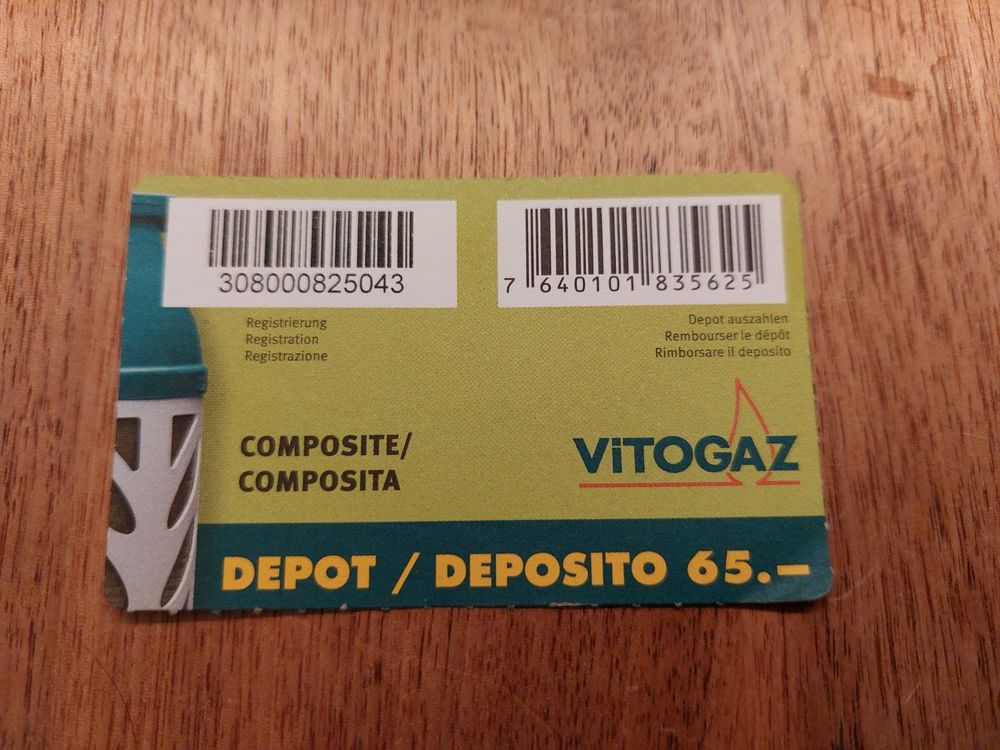 308000825043
7 640101 835625
Registrierung
Registration
Registrazione
Depot auszahlen
Rembourser le dépôt
Rimborsare il deposito
COMPOSITE/
COMPOSITA
ViTOGAZ
DEPOT / DEPOSITO 65.–